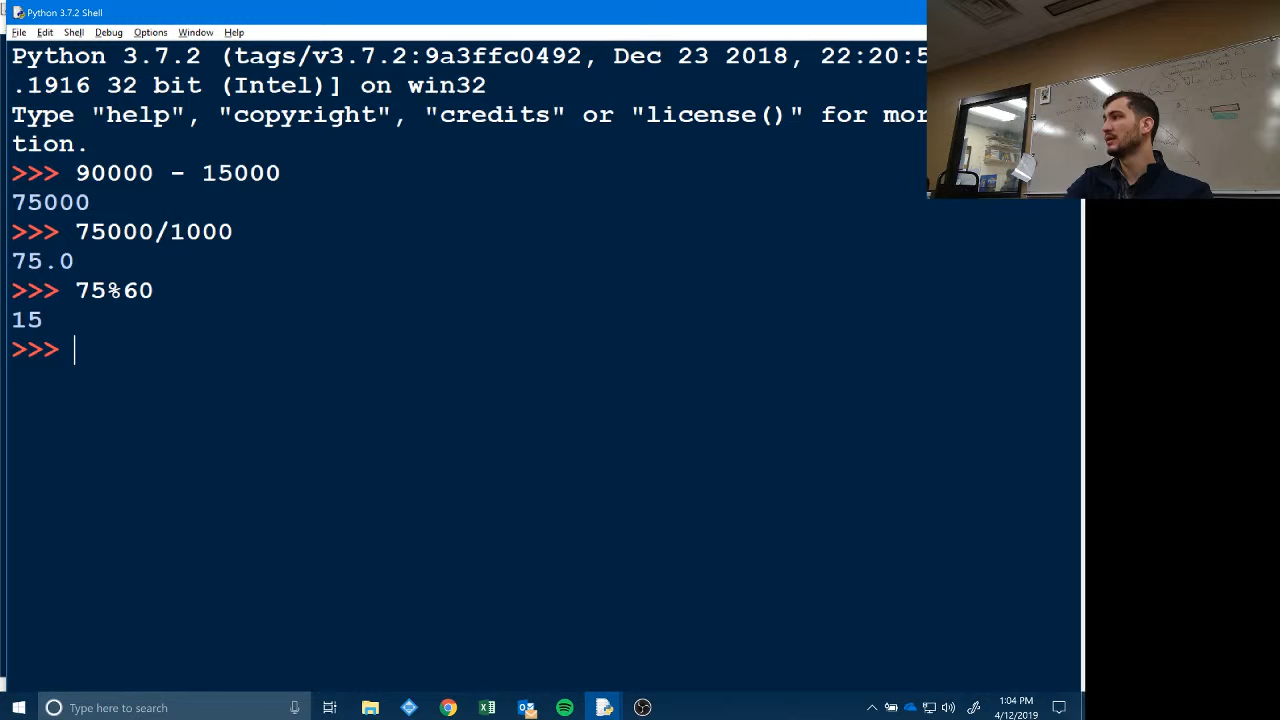 Python 3.7.2 Shell
File Edit Shell Debug Options Window Help
Python 3.7.2 (tags/v3.7.2:9a3ffc0492, Dec 23 2018, 22:20:5
.1916 32 bit (Intel)] on win32
Type "help", "copyright", "credits" or "license()" for mor
tion.
>>> 90000 - 15000
75000
>>> 75000/1000
75.0
>>> 75%60
15
>>>
Type here to search
1:04 PM
4/12/2019